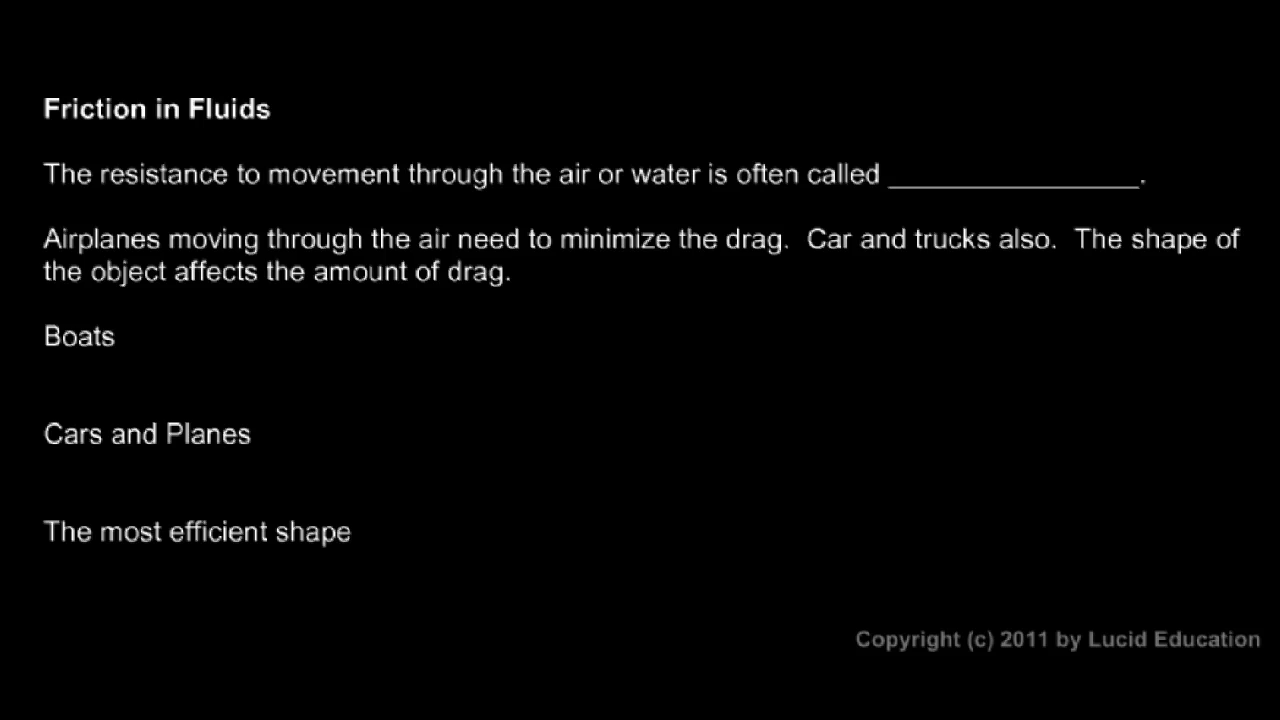 Friction in Fluids
The resistance to movement through the air or water is often called _________________.
Airplanes moving through the air need to minimize the drag.  Car and trucks also.  The shape of
the object affects the amount of drag.
Boats
Cars and Planes
The most efficient shape
Copyright (c) 2011 by Lucid Education